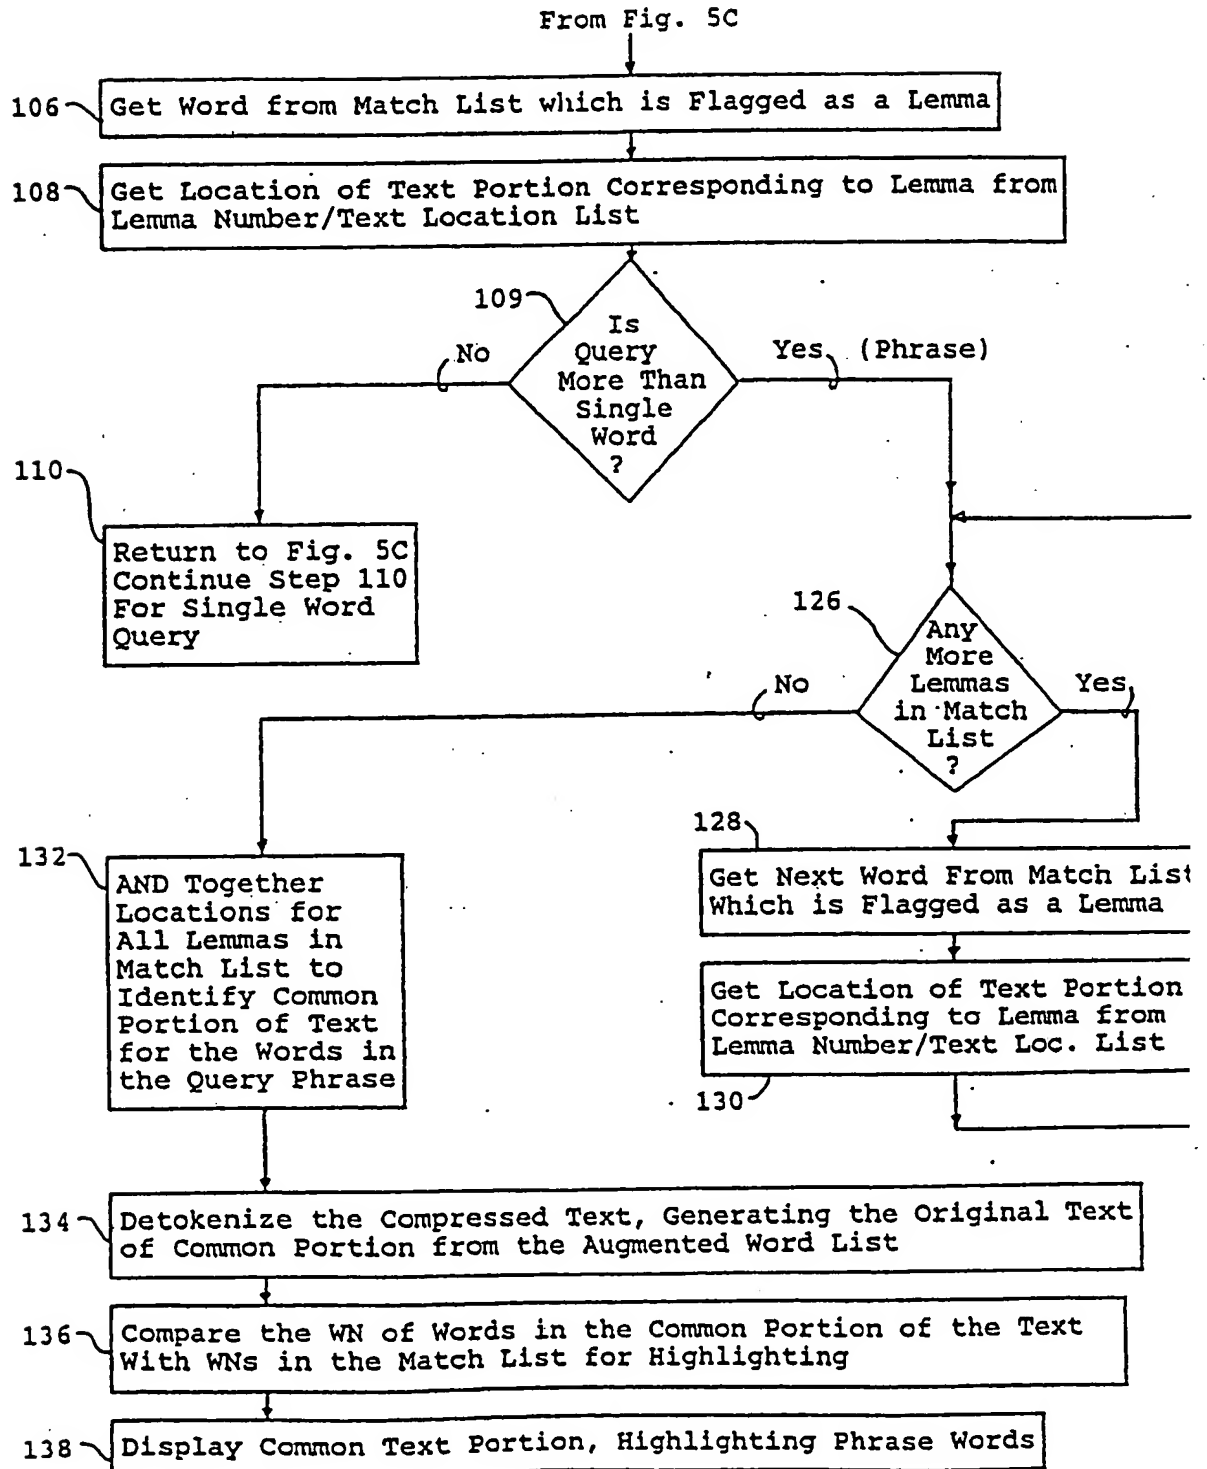 From Fig. 5C
106
Get Word from Match List which is Flagged as a Lemma
108
Get Location of Text Portion Corresponding to Lemma from
Lemma Number/Text Location List
109
Is
Query
More Than
Single
Word
?
No
Yes (Phrase)
110
Return to Fig. 5C
Continue Step 110
For Single Word
Query
126
Any
More
Lemmas
in Match
List
?
No
Yes
128
Get Next Word From Match List
Which is Flagged as a Lemma
132
AND Together
Locations for
All Lemmas in
Match List to
Identify Common
Portion of Text
for the Words in
the Query Phrase
Get Location of Text Portion
Corresponding to Lemma from
Lemma Number/Text Loc. List
130
134
Detokenize the Compressed Text, Generating the Original Text
of Common Portion from the Augmented Word List
136
Compare the WN of Words in the Common Portion of the Text
With WNs in the Match List for Highlighting
138
Display Common Text Portion, Highlighting Phrase Words